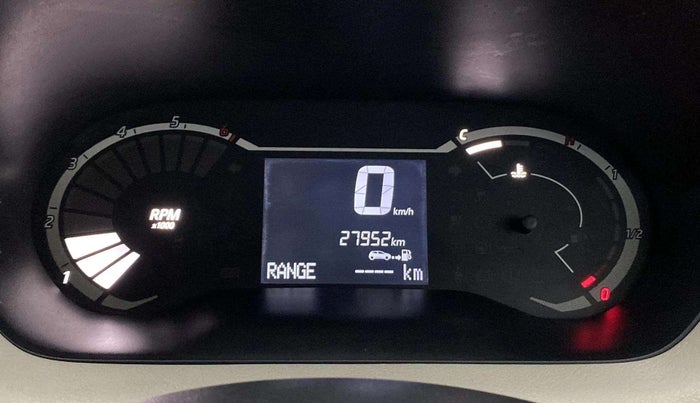 1
2
3
4
5
6
RPM
x1000
0 km/h
27952km
RANGE ---- km
C
H
1
1/2
0